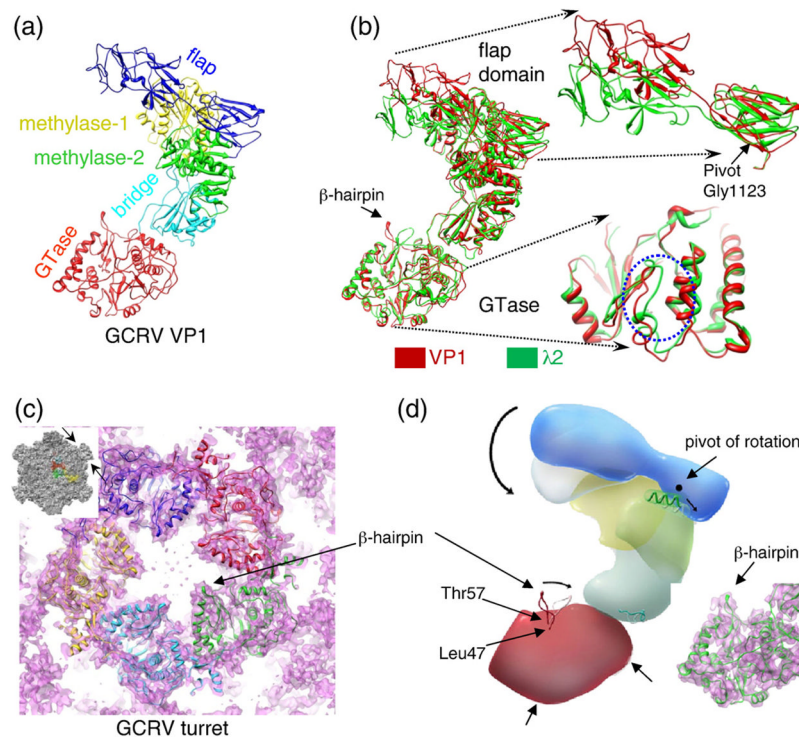 (a)
flap
methylase-1
methylase-2
bridge
GTase
GCRV VP1
(b)
flap
domain
Pivot
Gly1123
β-hairpin
GTase
VP1
λ2
(c)
β-hairpin
GCRV turret
(d)
pivot of rotation
Thr57
Leu47
β-hairpin